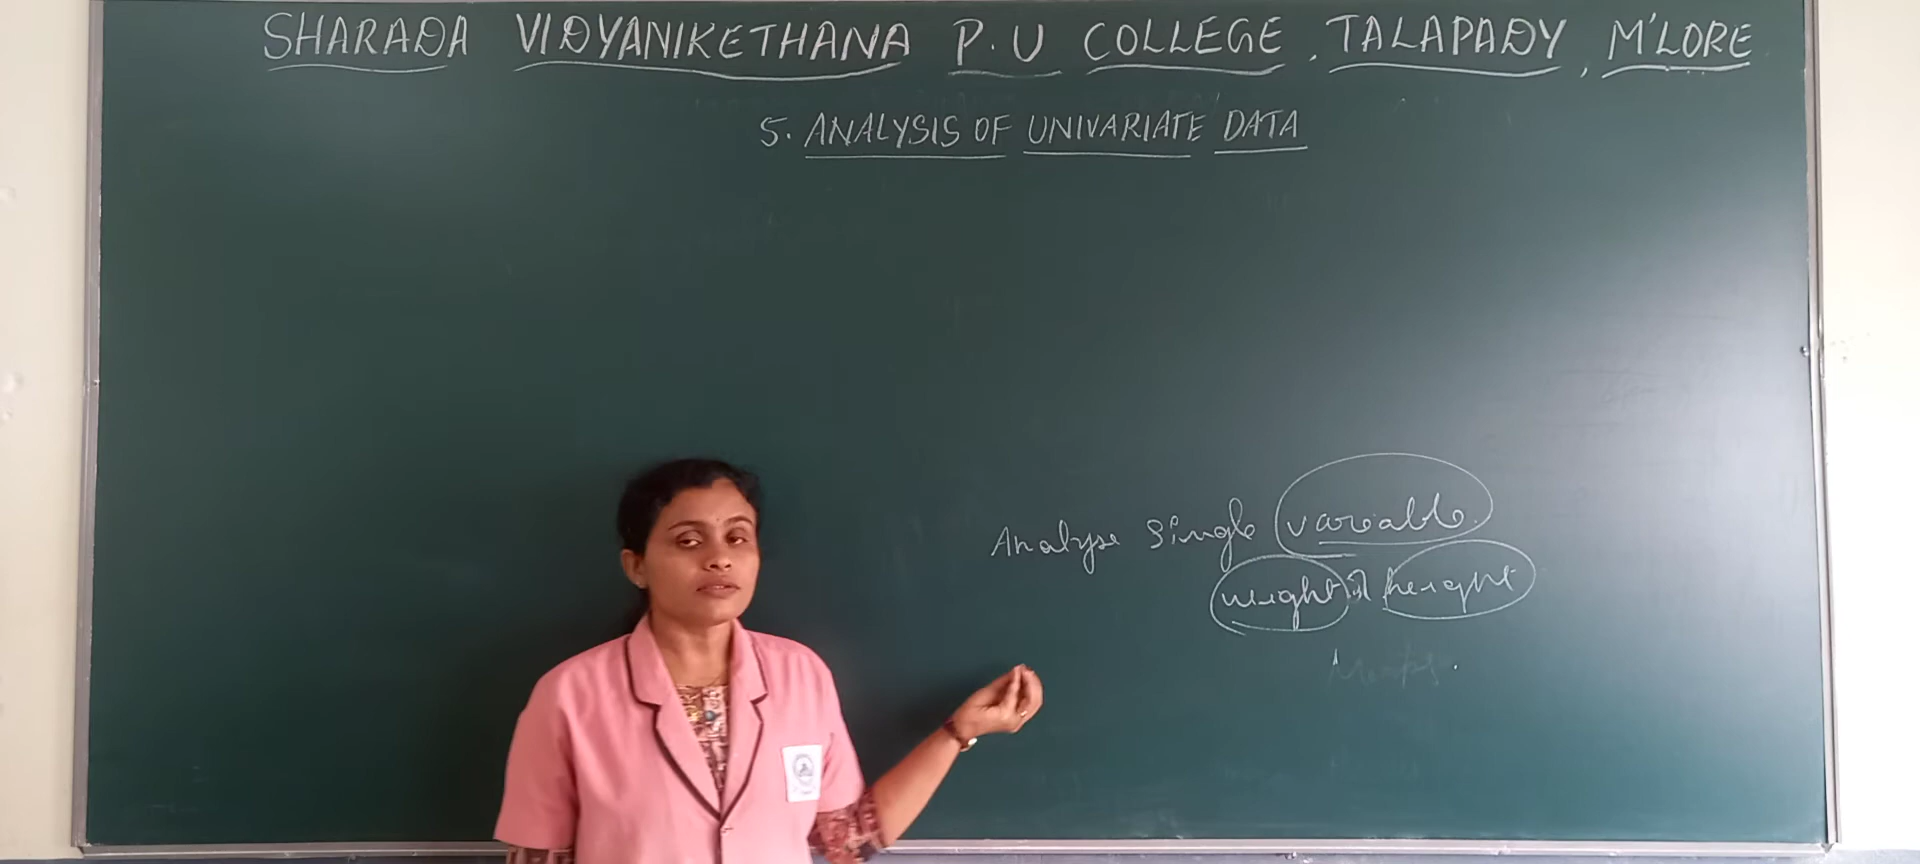 SHARADA VIDYANIKETHANA P.U COLLEGE, TALAPADY, M'LORE
5. ANALYSIS OF UNIVARIATE DATA
Analyse Single variable.
weight height